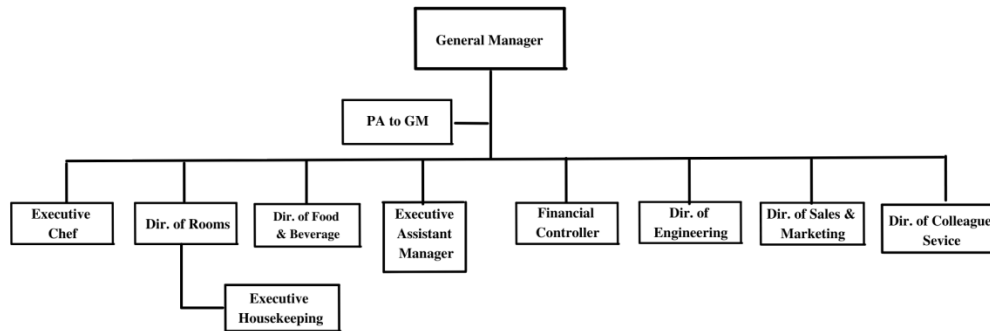 General Manager
PA to GM
Executive
Chef
Dir. of Rooms
Dir. of Food
& Beverage
Executive
Assistant
Manager
Financial
Controller
Dir. of
Engineering
Dir. of Sales &
Marketing
Dir. of Colleague
Sevice
Executive
Housekeeping